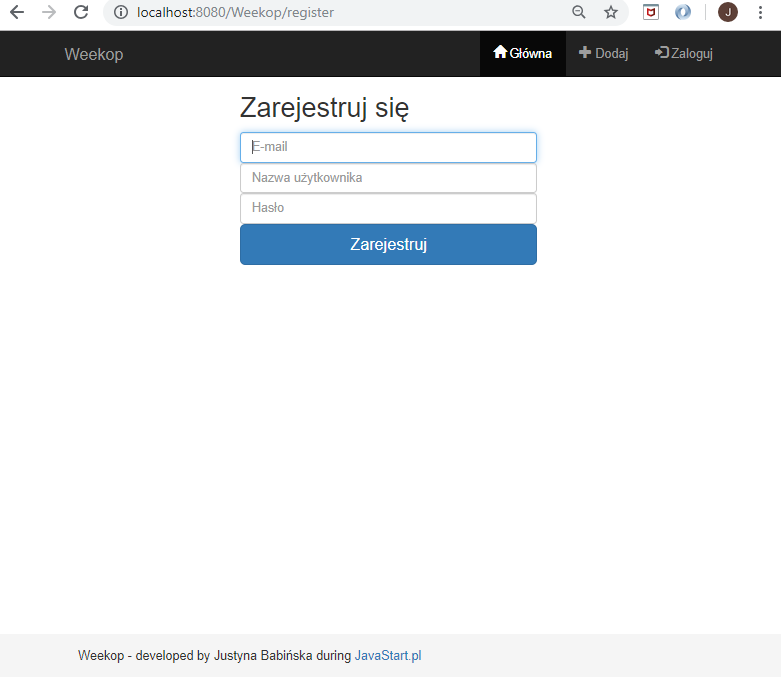 localhost:8080/Weekop/register
J
Weekop
Główna
Dodaj
Zaloguj
Zarejestruj się
E-mail
Nazwa użytkownika
Hasło
Zarejestruj
Weekop - developed by Justyna Babińska during JavaStart.pl